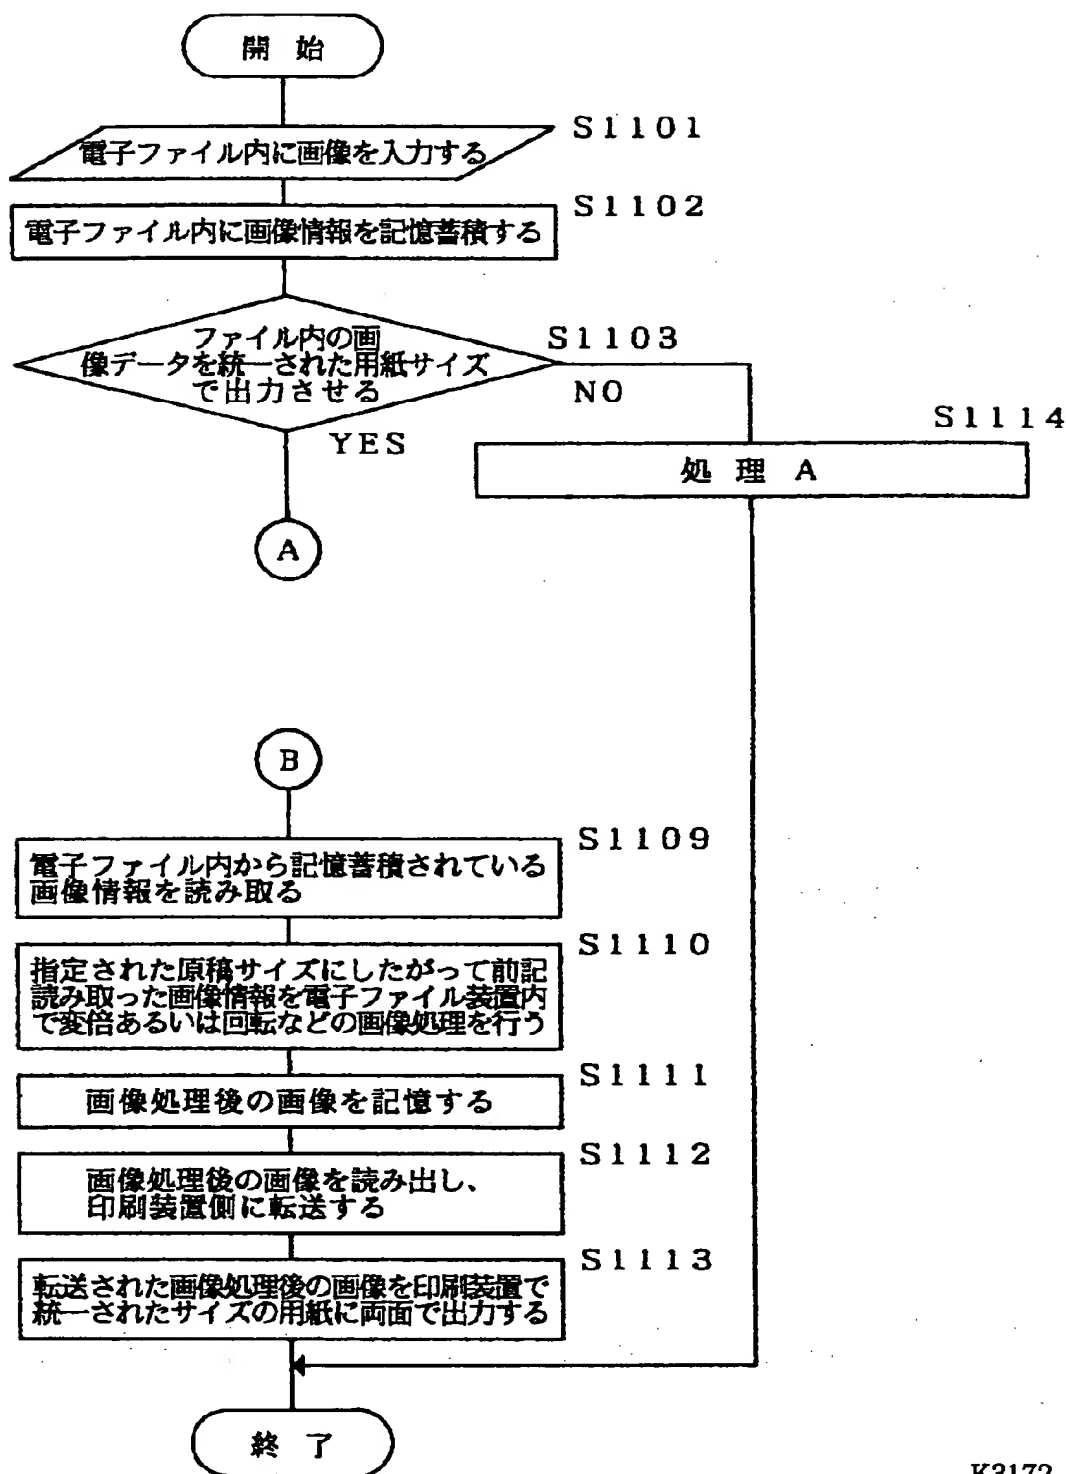 開 始
S1101
電子ファイル内に画像を入力する
S1102
電子ファイル内に画像情報を記憶蓄積する
S1103
ファイル内の画
像データを統一された用紙サイズ
で出力させる
NO
YES
S1114
処 理 A
A
B
S1109
電子ファイル内から記憶蓄積されている
画像情報を読み取る
S1110
指定された原稿サイズにしたがって前記
読み取った画像情報を電子ファイル装置内
で変倍あるいは回転などの画像処理を行う
S1111
画像処理後の画像を記憶する
S1112
画像処理後の画像を読み出し、
印刷装置側に転送する
S1113
転送された画像処理後の画像を印刷装置で
統一されたサイズの用紙に両面で出力する
終 了
K3172